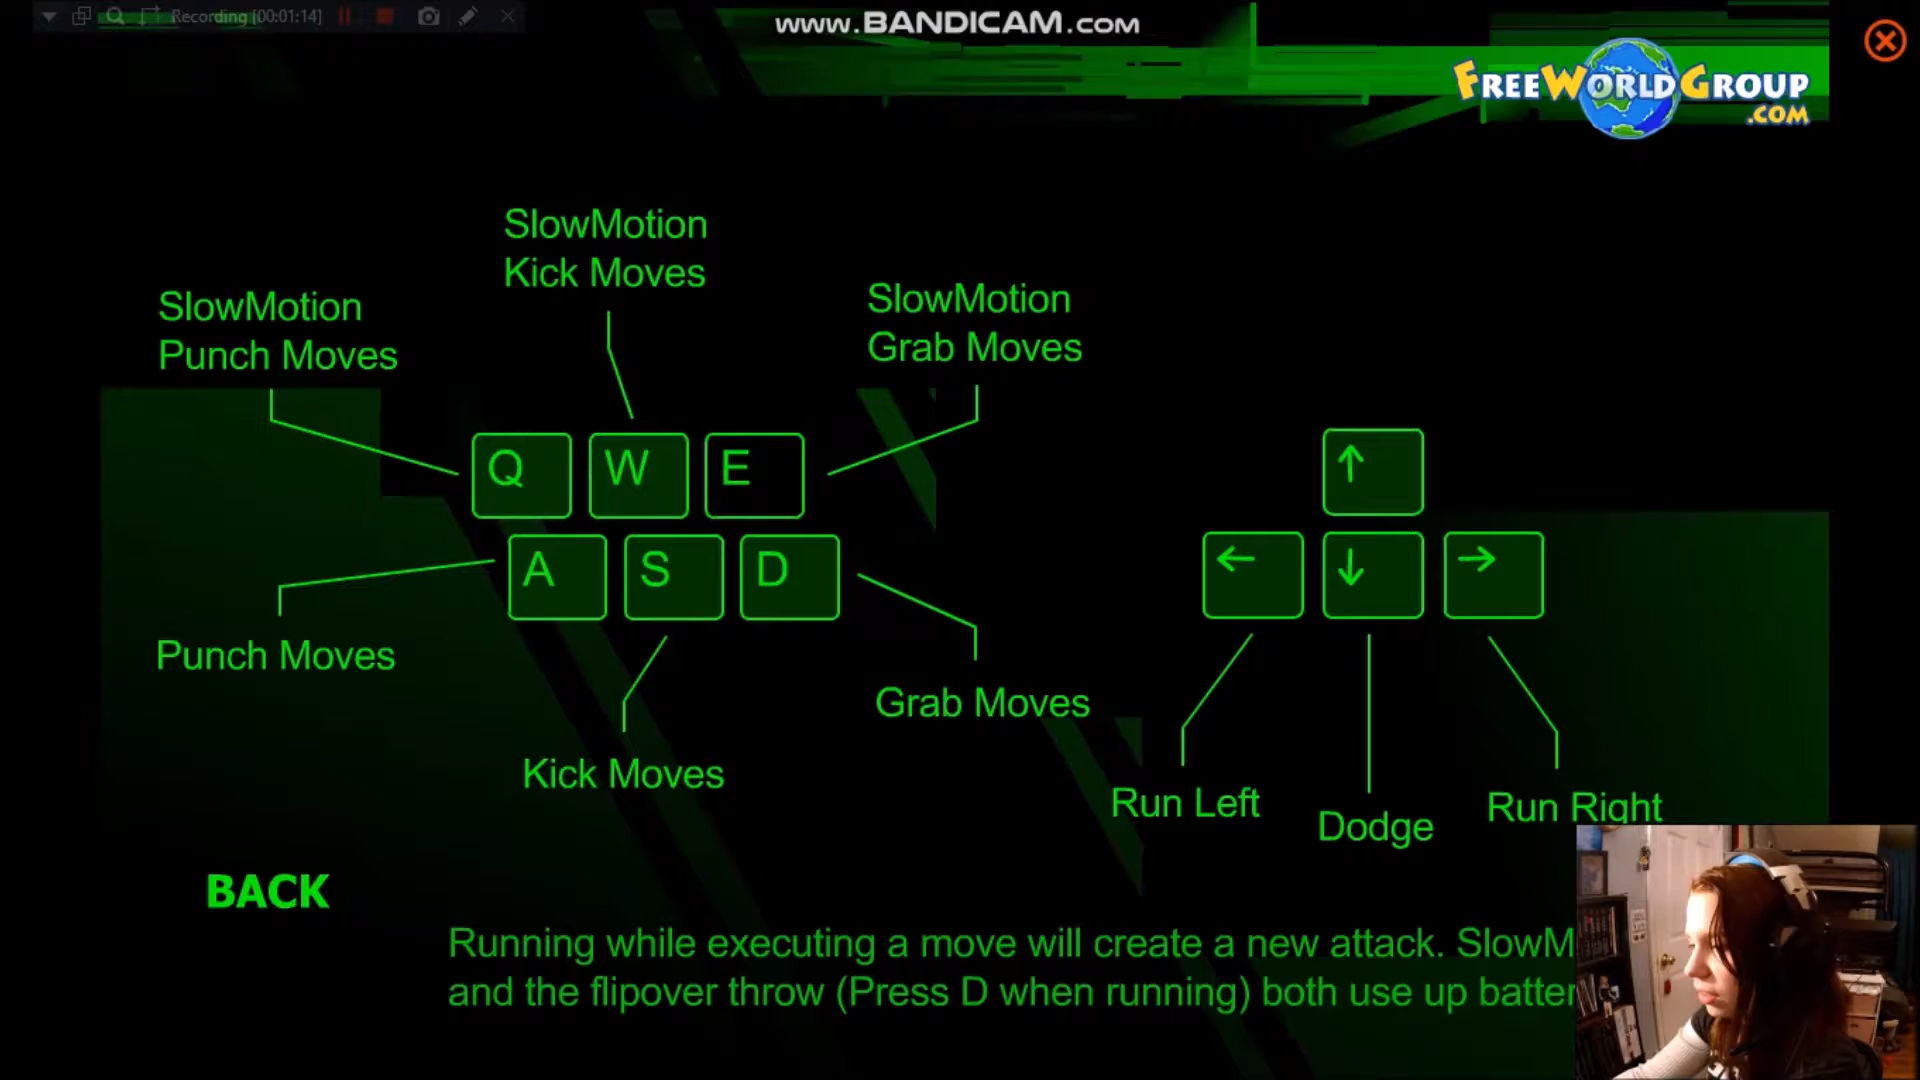 Recording [00:01:14]
www.BANDICAM.com
FREEWORLDGROUP
.COM
SlowMotion
Kick Moves
SlowMotion
Punch Moves
SlowMotion
Grab Moves
Q W E
A S D
↑
← ↓ →
Punch Moves
Kick Moves
Grab Moves
Run Left
Dodge
Run Right
BACK
Running while executing a move will create a new attack. SlowM
and the flipover throw (Press D when running) both use up batter